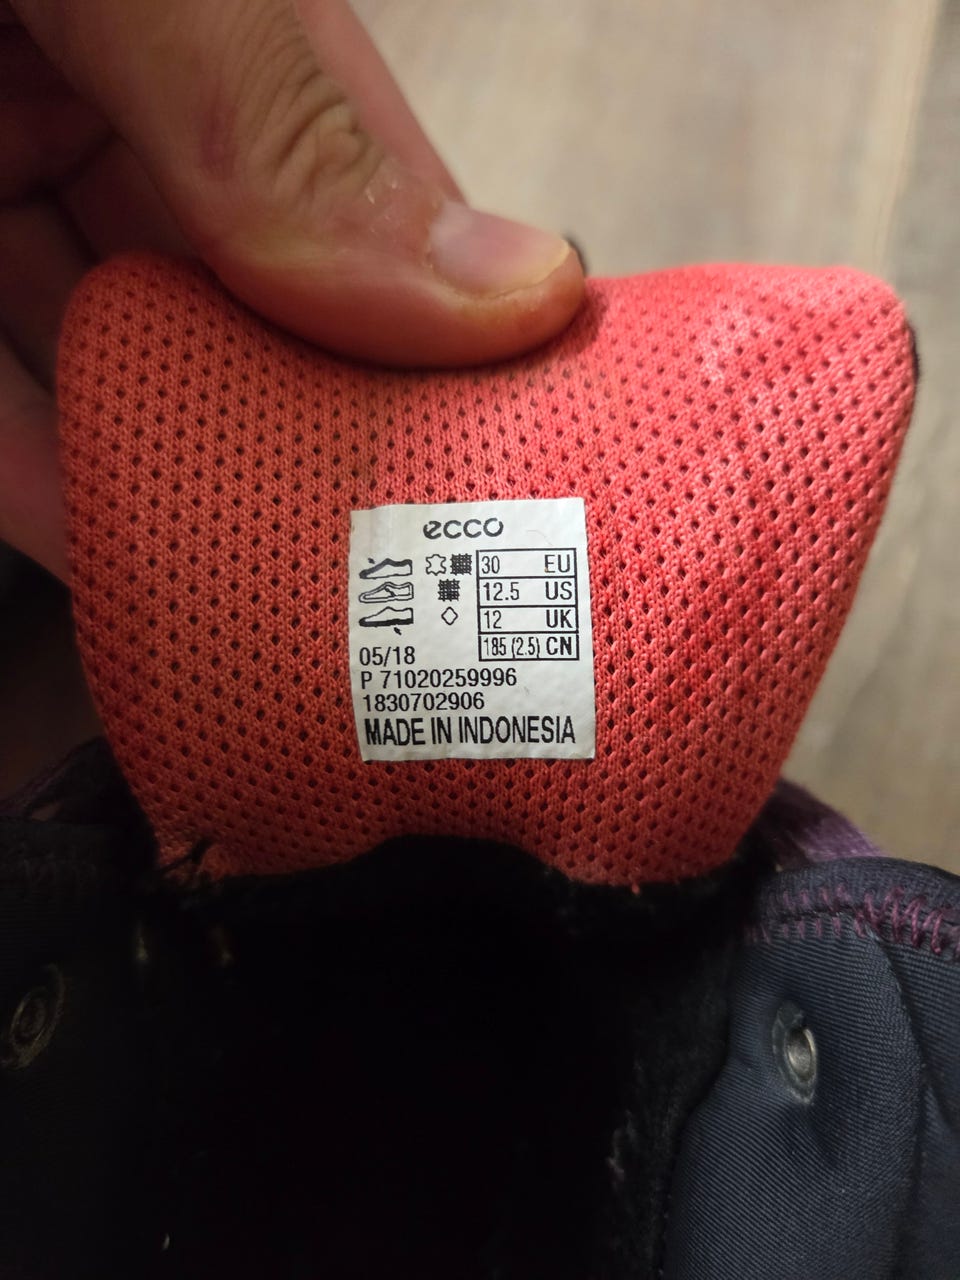 ecco
30 EU
12.5 US
12 UK
185 (2.5) CN
05/18
P 71020259996
1830702906
MADE IN INDONESIA